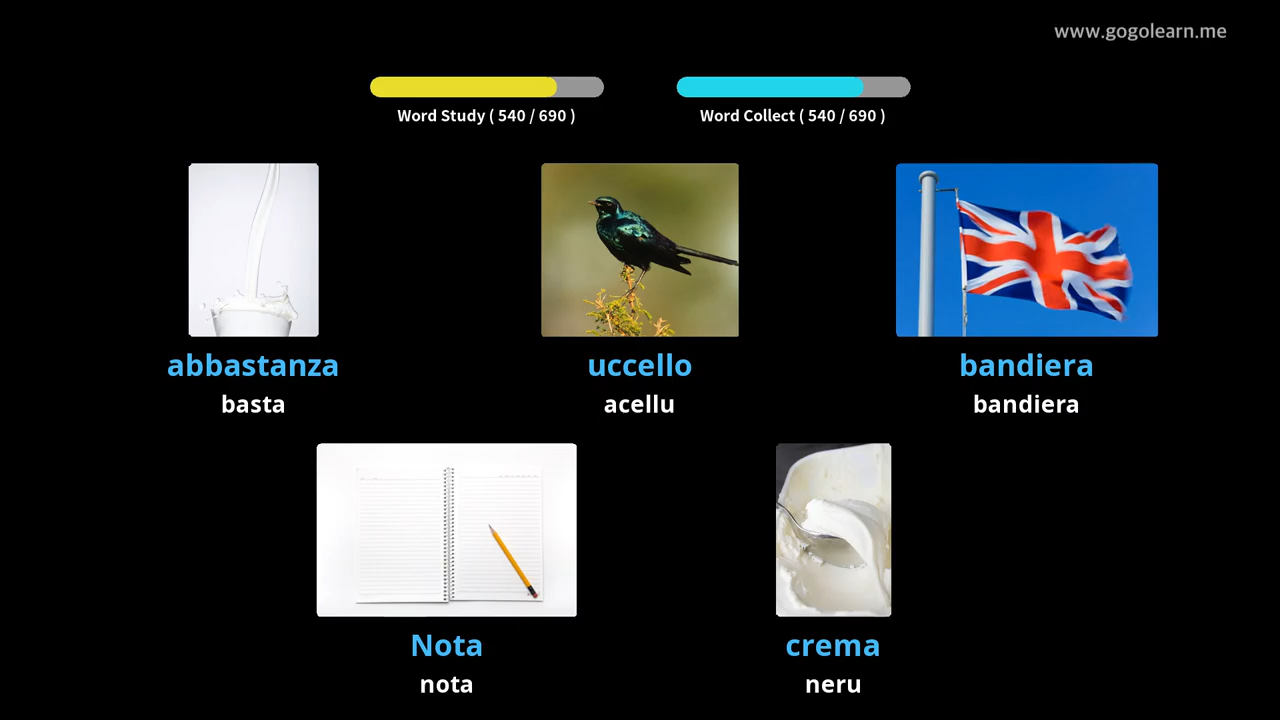 www.gogolearn.me
Word Study ( 540 / 690 )
Word Collect ( 540 / 690 )
abbastanza
basta
uccello
acellu
bandiera
bandiera
Nota
nota
crema
neru